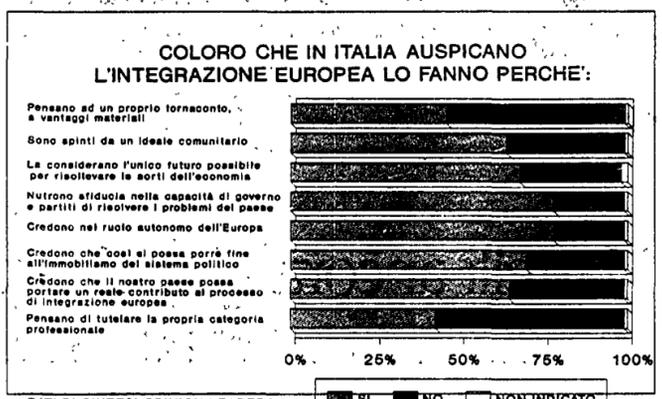 COLORO CHE IN ITALIA AUSPICANO
L'INTEGRAZIONE EUROPEA LO FANNO PERCHE':
Pensano ad un proprio tornaconto,
a vantaggi materiali
Sono spinti da un ideale comunitario
La considerano l'unico futuro possibile
per risollevare le sorti dell'economia
Nutrono sfiducia nella capacità di governo
e partiti di risolvere i problemi del paese
Credono nel ruolo autonomo dell'Europa
Credono che così si possa porre fine
all'immobilismo del sistema politico
Credono che il nostro paese possa
portare un reale contributo al processo
di integrazione europea
Pensano di tutelare la propria categoria
professionale
0% 25% 50% 75% 100%
SI NO NON INDICATO